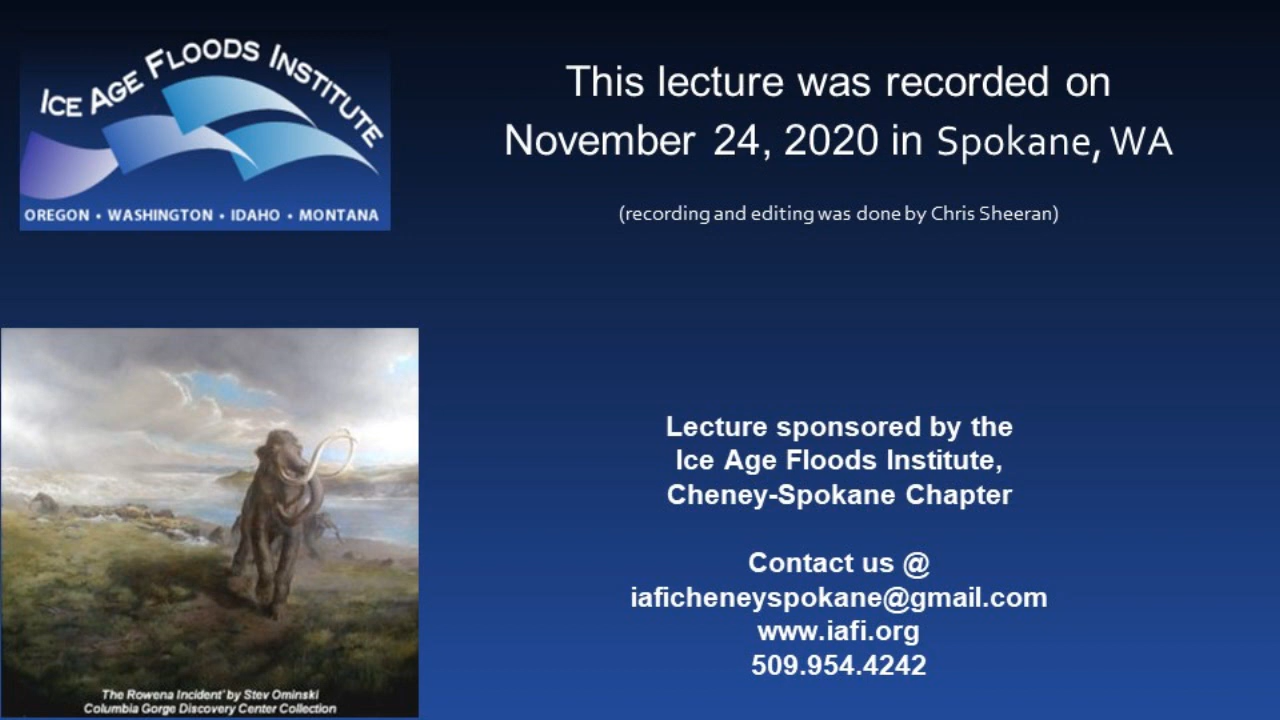 ICE AGE FLOODS INSTITUTE
OREGON • WASHINGTON • IDAHO • MONTANA
This lecture was recorded on
November 24, 2020 in Spokane, WA
(recording and editing was done by Chris Sheeran)
Lecture sponsored by the
Ice Age Floods Institute,
Cheney-Spokane Chapter
Contact us @
iaficheneyspokane@gmail.com
www.iafi.org
509.954.4242
The Rowena Incident' by Stev Ominski
Columbia Gorge Discovery Center Collection